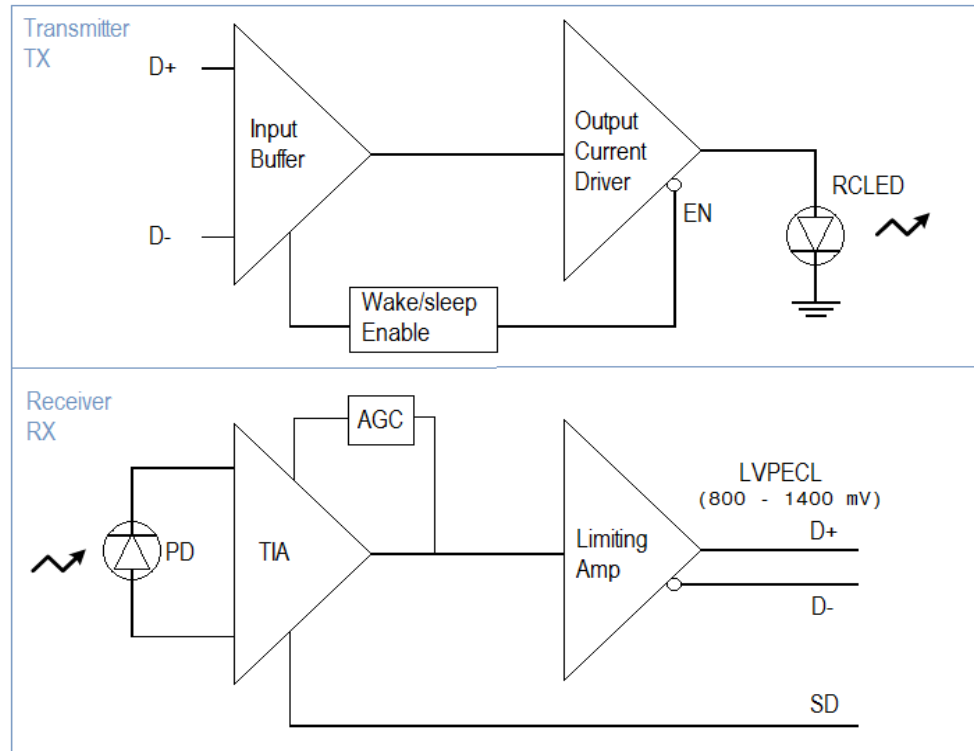 Transmitter
TX
D+
D-
Input
Buffer
Output
Current
Driver
EN
RCLED
Wake/sleep
Enable
Receiver
RX
AGC
PD
TIA
Limiting
Amp
LVPECL
(800 - 1400 mV)
D+
D-
SD